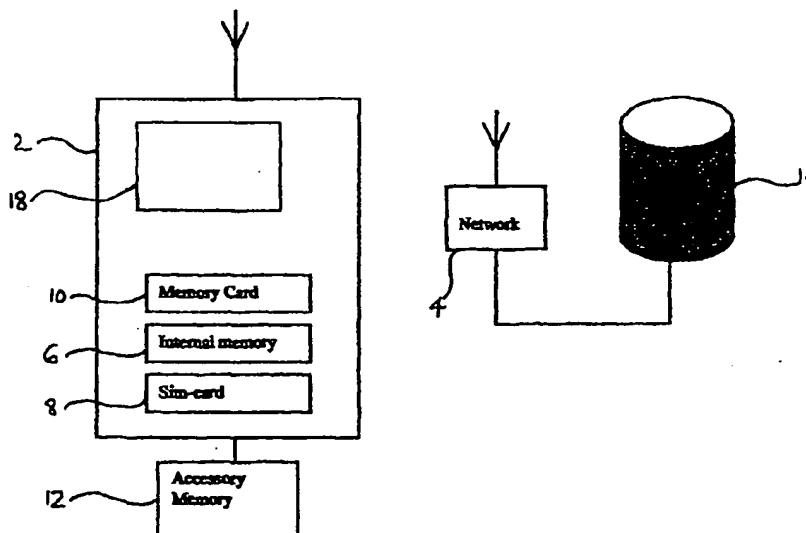 2
18
Network
4
10
Memory Card
6
Internal memory
8
Sim-card
12
Accessory
Memory